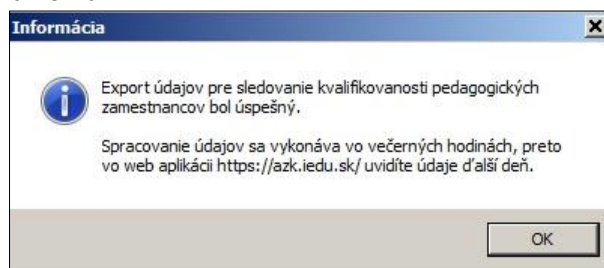 Informácia
Export údajov pre sledovanie kvalifikovanosti pedagogických
zamestnancov bol úspešný.
Spracovanie údajov sa vykonáva vo večerných hodinách, preto
vo web aplikácii https://azk.iedu.sk/ uvidíte údaje ďalší deň.
OK